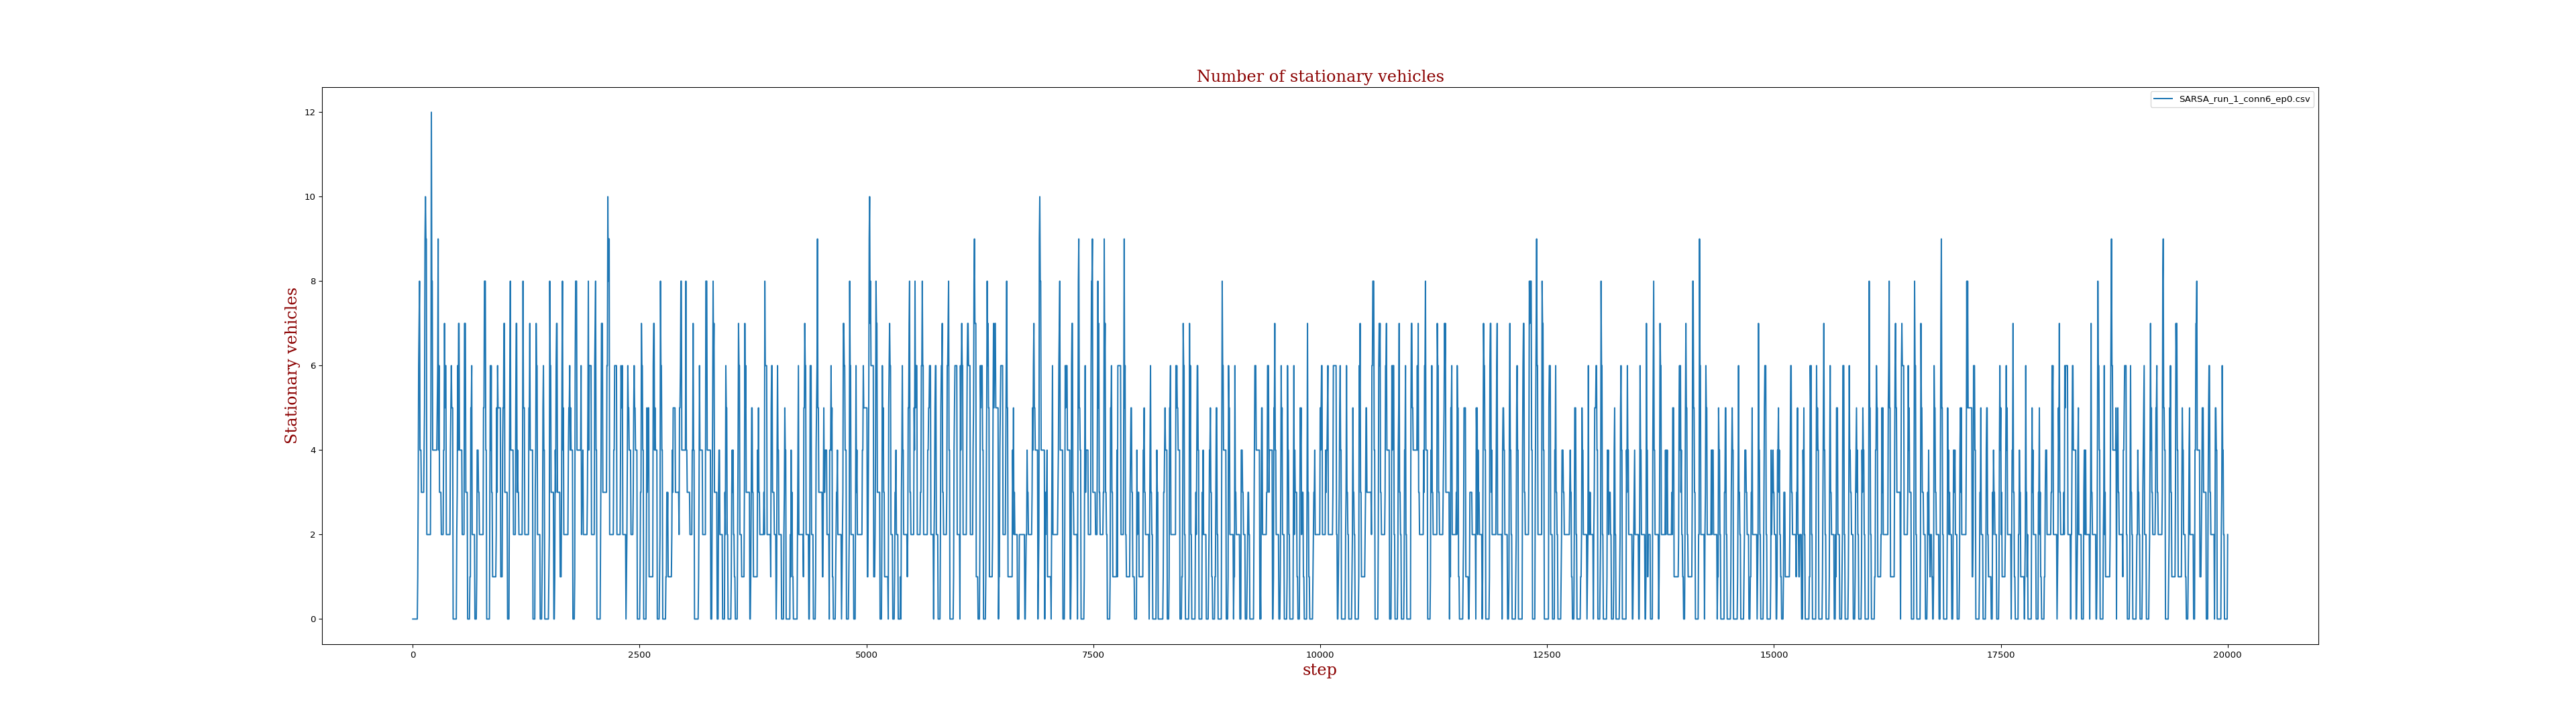 Number of stationary vehicles
SARSA_run_1_conn6_ep0.csv
12
10
8
6
4
2
0
Stationary vehicles
0 2500 5000 7500 10000 12500 15000 17500 20000
step